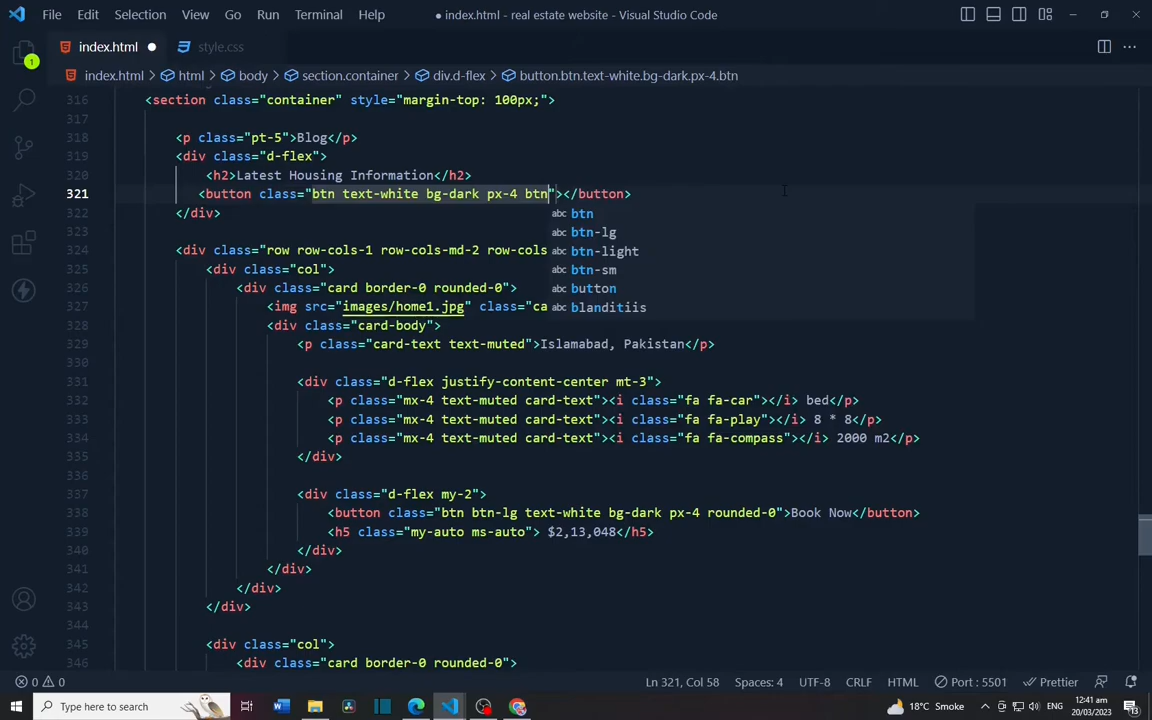 File Edit Selection View Go Run Terminal Help ● index.html - real estate website - Visual Studio Code
index.html ● style.css
1
index.html > html > body > section.container > div.d-flex > button.btn.text-white.bg-dark.px-4.btn
316 <section class="container" style="margin-top: 100px;">
317
318 <p class="pt-5">Blog</p>
319 <div class="d-flex">
320 <h2>Latest Housing Information</h2>
321 <button class="btn text-white bg-dark px-4 btn"></button>
322 </div>
abc btn
abc btn-lg
abc btn-light
abc btn-sm
abc button
abc blanditiis
324 <div class="row row-cols-1 row-cols-md-2 row-cols
325 <div class="col">
326 <div class="card border-0 rounded-0">
327 <img src="images/home1.jpg" class="ca
328 <div class="card-body">
329 <p class="card-text text-muted">Islamabad, Pakistan</p>
330
331 <div class="d-flex justify-content-center mt-3">
332 <p class="mx-4 text-muted card-text"><i class="fa fa-car"></i> bed</p>
333 <p class="mx-4 text-muted card-text"><i class="fa fa-play"></i> 8 * 8</p>
334 <p class="mx-4 text-muted card-text"><i class="fa fa-compass"></i> 2000 m2</p>
335 </div>
336
337 <div class="d-flex my-2">
338 <button class="btn btn-lg text-white bg-dark px-4 rounded-0">Book Now</button>
339 <h5 class="my-auto ms-auto"> $2,13,048</h5>
340 </div>
341 </div>
342 </div>
343 </div>
344
345 <div class="col">
346 <div class="card border-0 rounded-0">
0 0 Ln 321, Col 58 Spaces: 4 UTF-8 CRLF HTML Port : 5501 Prettier
Type here to search 18°C Smoke ENG 12:41 am
20/03/2023 13